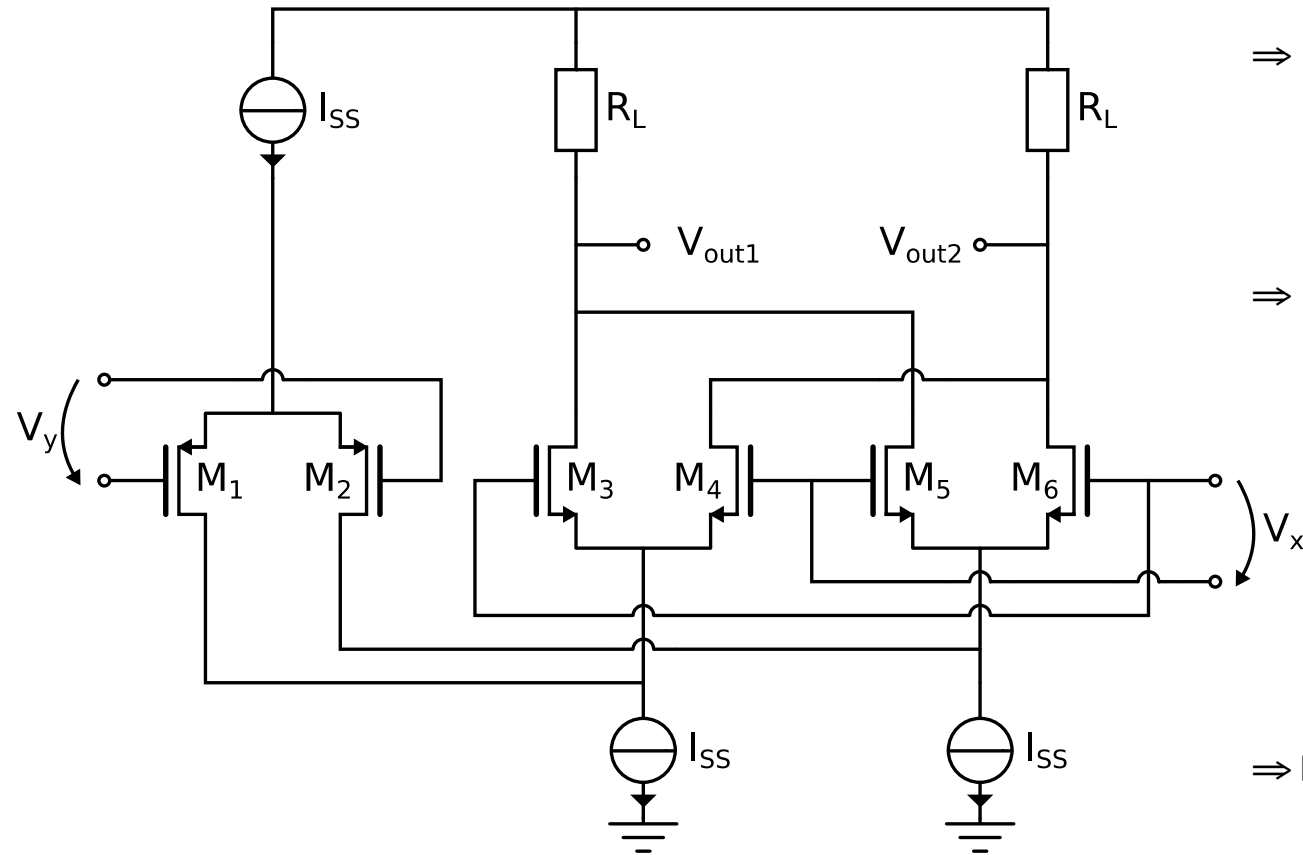 ⇒
I_SS
R_L
R_L
V_out1
V_out2
⇒
V_y
M_1
M_2
M_3
M_4
M_5
M_6
V_x
I_SS
I_SS
⇒